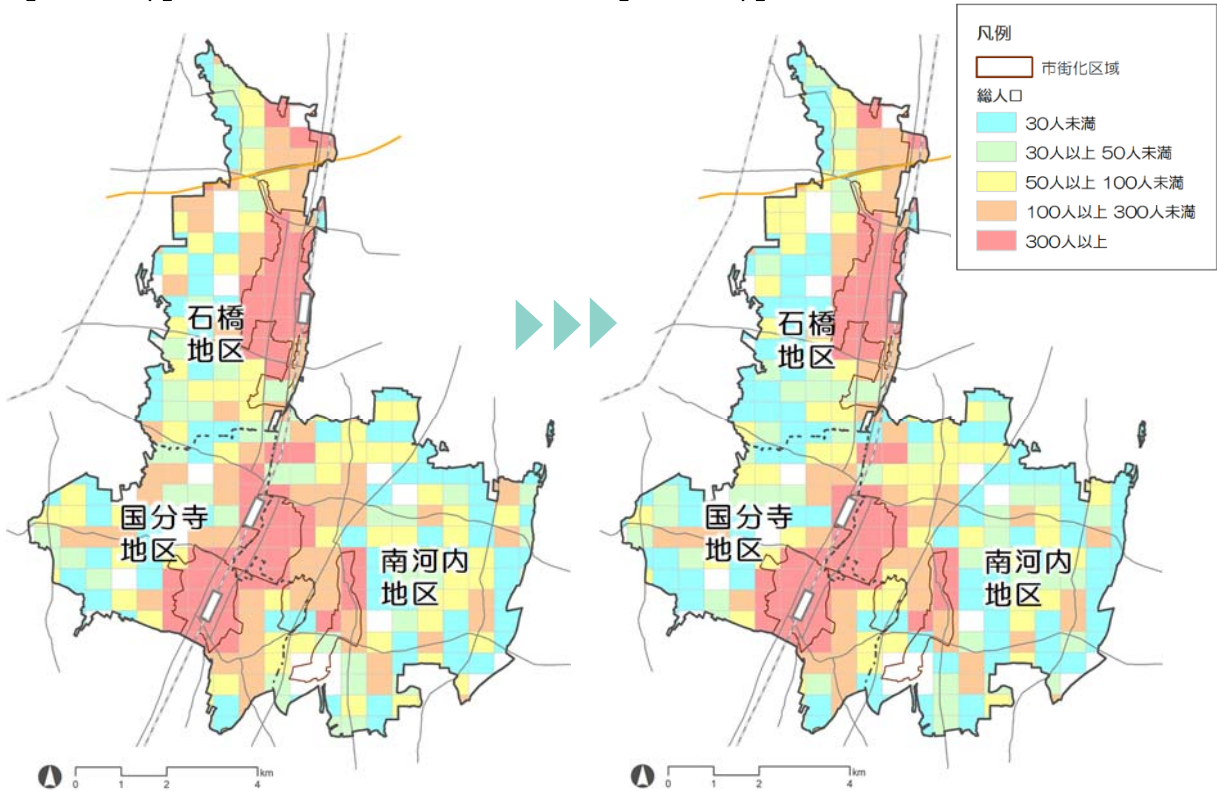 凡例
市街化区域
総人口
30人未満
30人以上 50人未満
50人以上 100人未満
100人以上 300人未満
300人以上
石橋
地区
国分寺
地区
南河内
地区
0 1 2 4 km
石橋
地区
国分寺
地区
南河内
地区
0 1 2 4 km